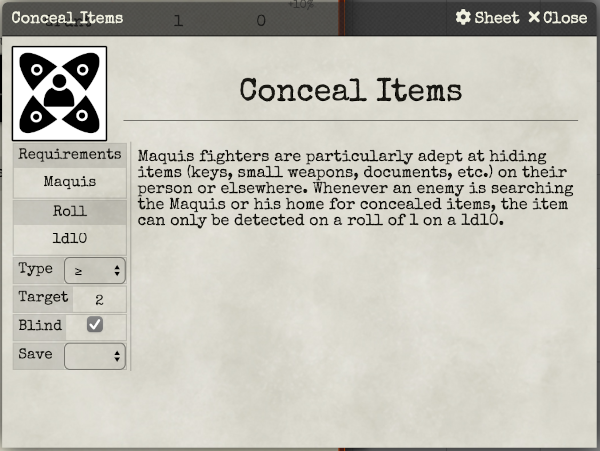 +10%
1 0
Conceal Items
Sheet Close
Conceal Items
Requirements
Maquis
Roll
1d10
Type ≥
Target 2
Blind
Save
Maquis fighters are particularly adept at hiding
items (keys, small weapons, documents, etc.) on their
person or elsewhere. Whenever an enemy is searching
the Maquis or his home for concealed items, the item
can only be detected on a roll of 1 on a 1d10.